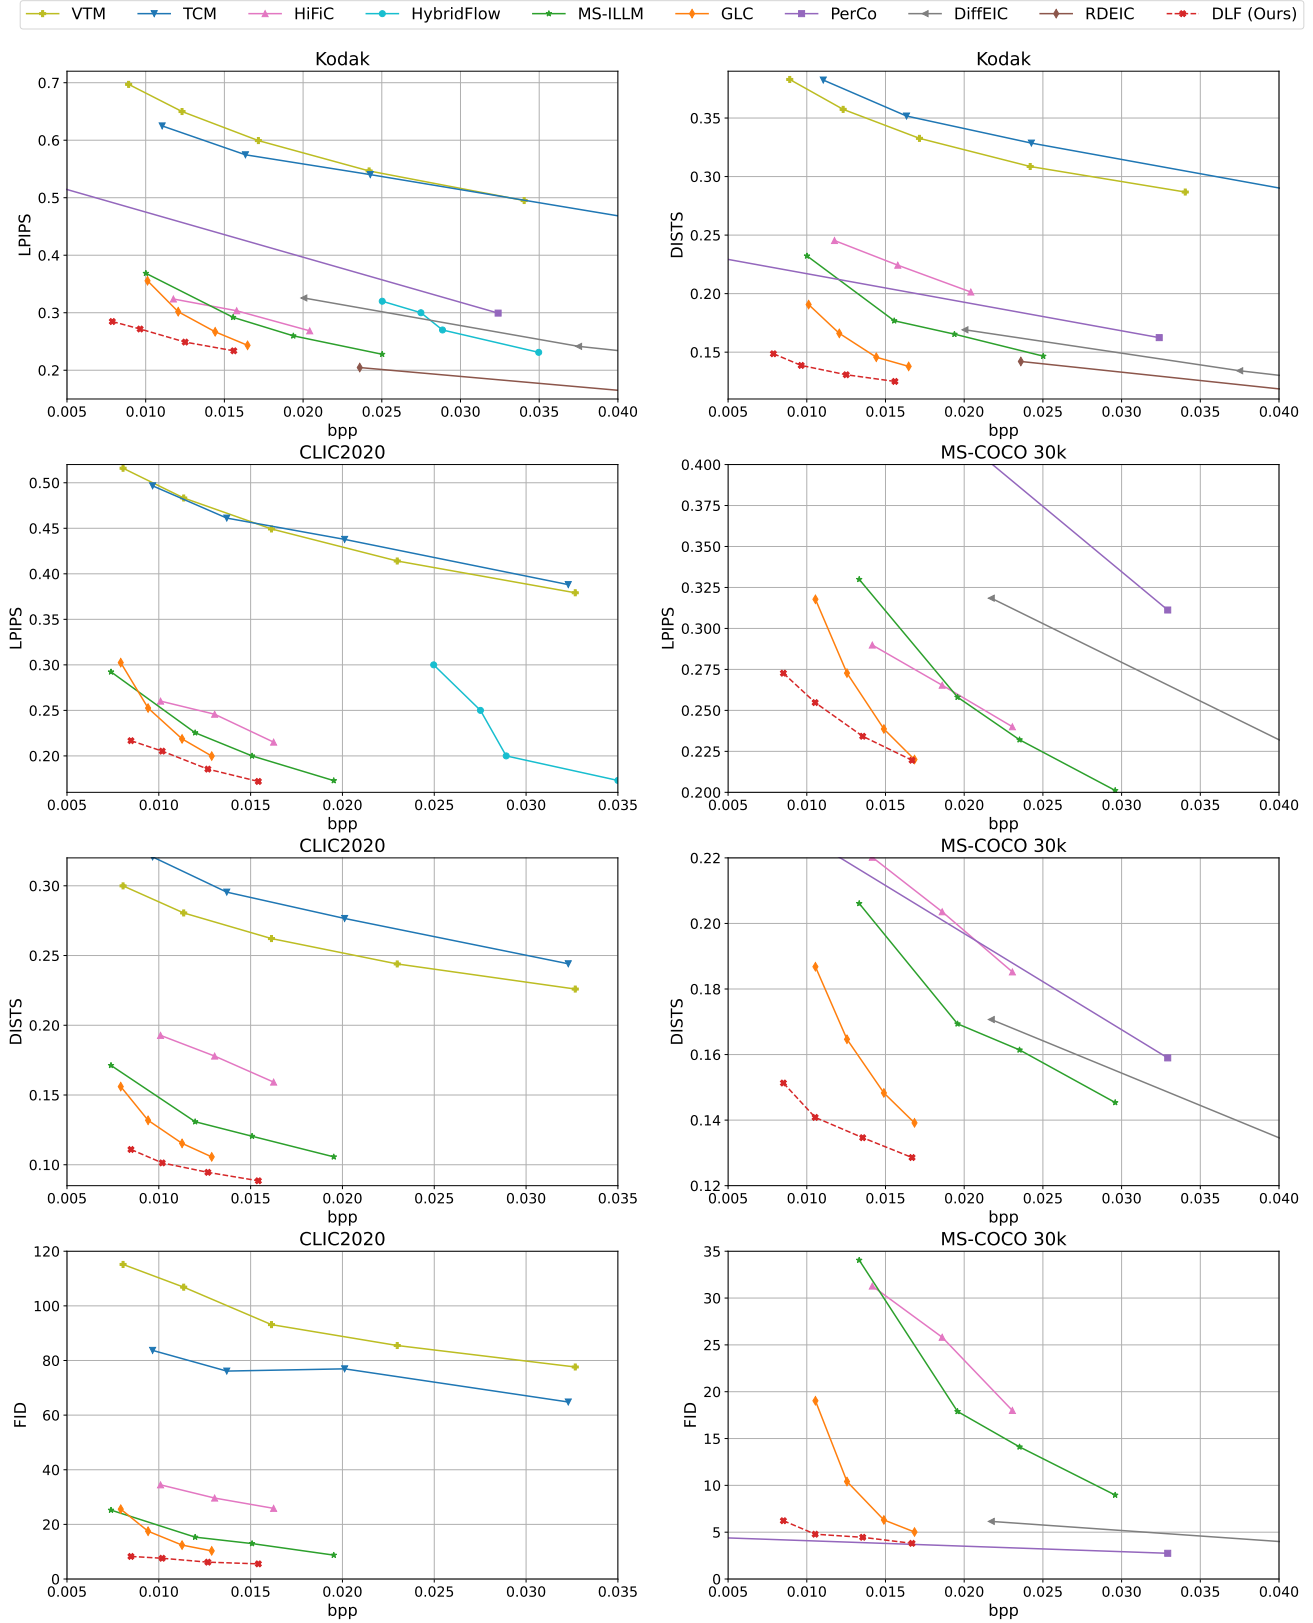 VTM TCM HiFiC HybridFlow MS-ILLM GLC PerCo DiffEIC RDEIC DLF (Ours)
Kodak
LPIPS
0.7
0.6
0.5
0.4
0.3
0.2
0.005 0.010 0.015 0.020 0.025 0.030 0.035 0.040
bpp
Kodak
DISTS
0.35
0.30
0.25
0.20
0.15
0.005 0.010 0.015 0.020 0.025 0.030 0.035 0.040
bpp
CLIC2020
LPIPS
0.50
0.45
0.40
0.35
0.30
0.25
0.20
0.005 0.010 0.015 0.020 0.025 0.030 0.035
bpp
MS-COCO 30k
LPIPS
0.400
0.375
0.350
0.325
0.300
0.275
0.250
0.225
0.200
0.005 0.010 0.015 0.020 0.025 0.030 0.035 0.040
bpp
CLIC2020
DISTS
0.30
0.25
0.20
0.15
0.10
0.005 0.010 0.015 0.020 0.025 0.030 0.035
bpp
MS-COCO 30k
DISTS
0.22
0.20
0.18
0.16
0.14
0.12
0.005 0.010 0.015 0.020 0.025 0.030 0.035 0.040
bpp
CLIC2020
FID
120
100
80
60
40
20
0
0.005 0.010 0.015 0.020 0.025 0.030 0.035
bpp
MS-COCO 30k
FID
35
30
25
20
15
10
5
0
0.005 0.010 0.015 0.020 0.025 0.030 0.035 0.040
bpp